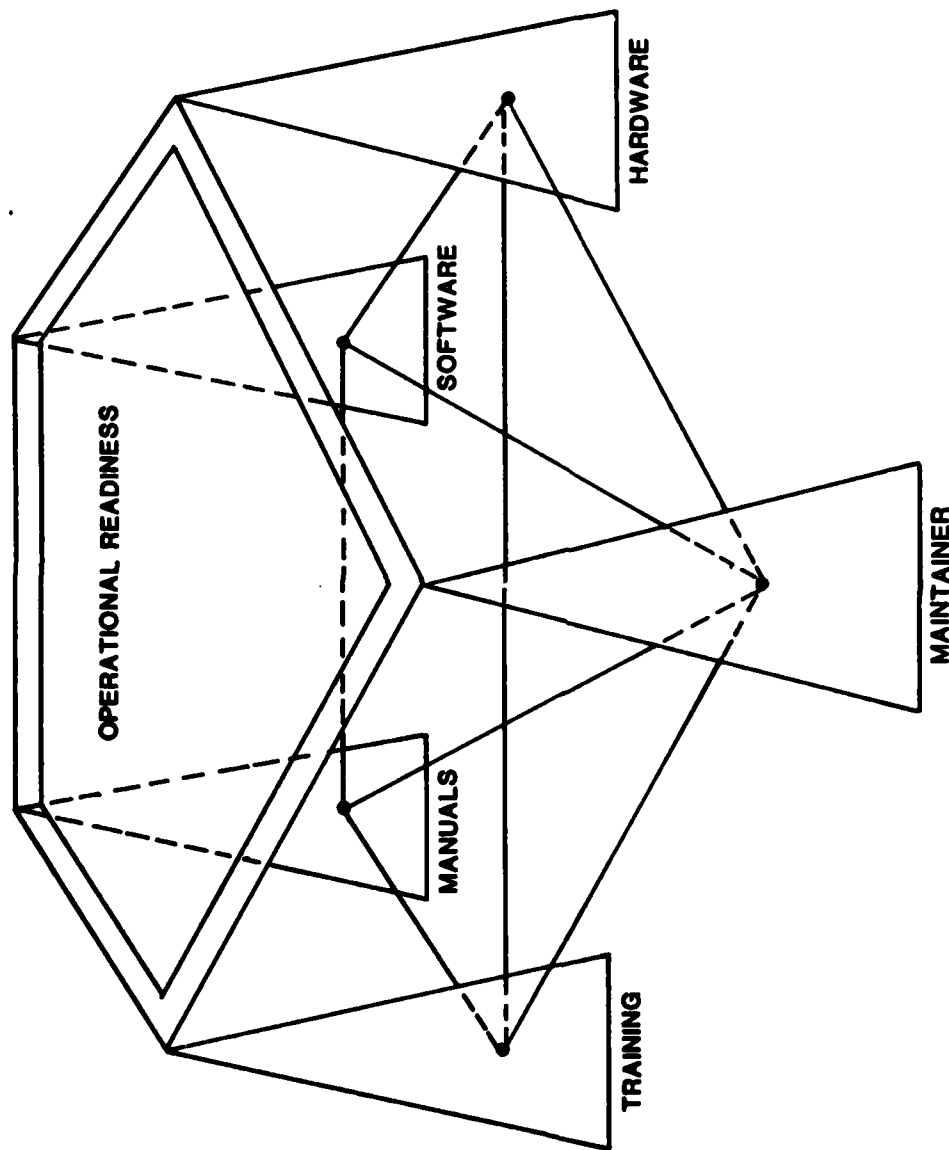 OPERATIONAL READINESS
MANUALS
SOFTWARE
TRAINING
HARDWARE
MAINTAINER